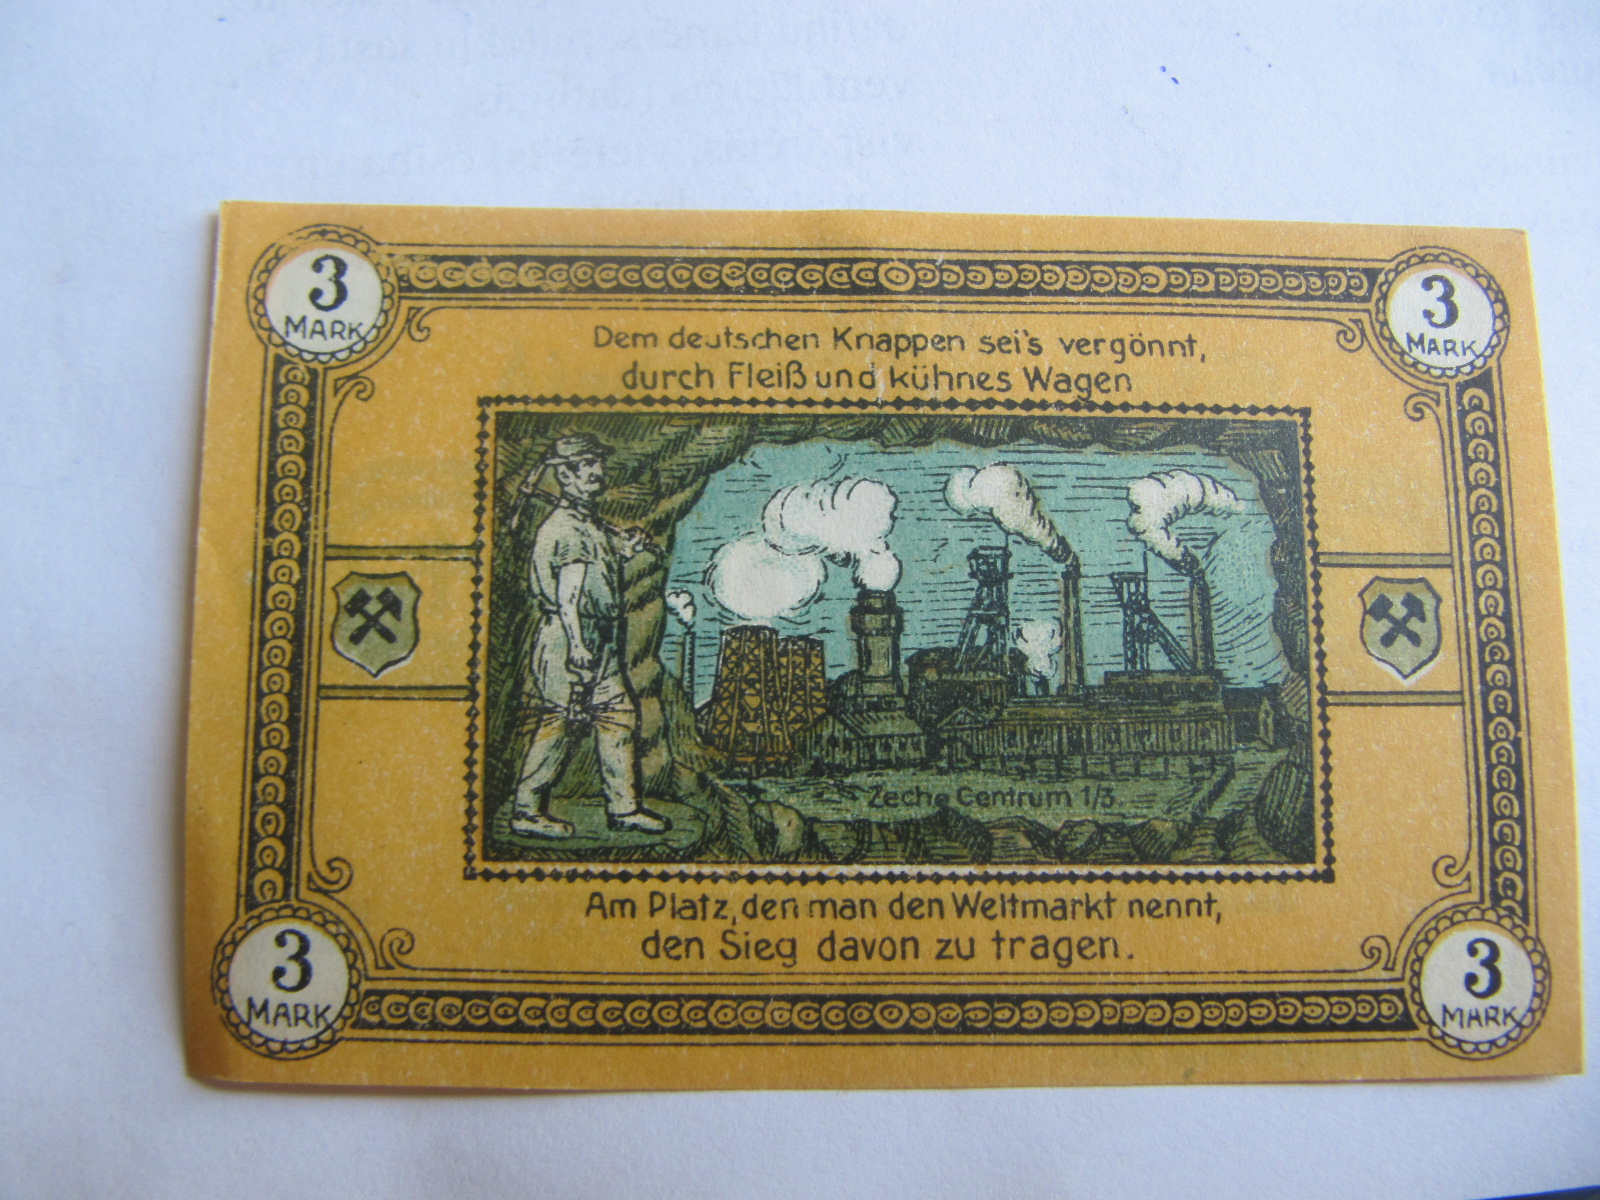 3
MARK
3
MARK
Dem deutschen Knappen sei's vergönnt,
durch Fleiß und kühnes Wagen
Zeche Centrum 1/3.
Am Platz, den man den Weltmarkt nennt,
den Sieg davon zu tragen.
3
MARK
3
MARK